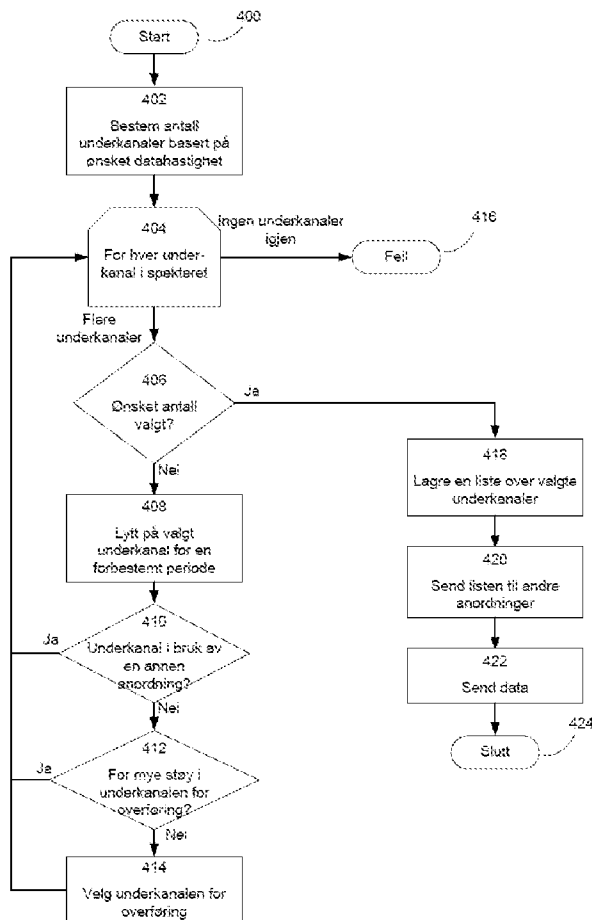 400
Start
402
Bestem antall
underkanaler basert på
ønsket datahastighet
404
For hver under-
kanal i spekteret
Ingen underkanaler
igjen
416
Feil
Flere
underkanaler
406
Ønsket antall
valgt?
Ja
Nei
408
Lytt på valgt
underkanal for en
forbestemt periode
410
Underkanal i bruk av
en annen
anordning?
Ja
Nei
412
For mye støy i
underkanalen for
overføring?
Ja
Nei
414
Velg underkanalen for
overføring
418
Lagre en liste over valgte
underkanaler
420
Send listen til andre
anordninger
422
Send data
424
Slutt